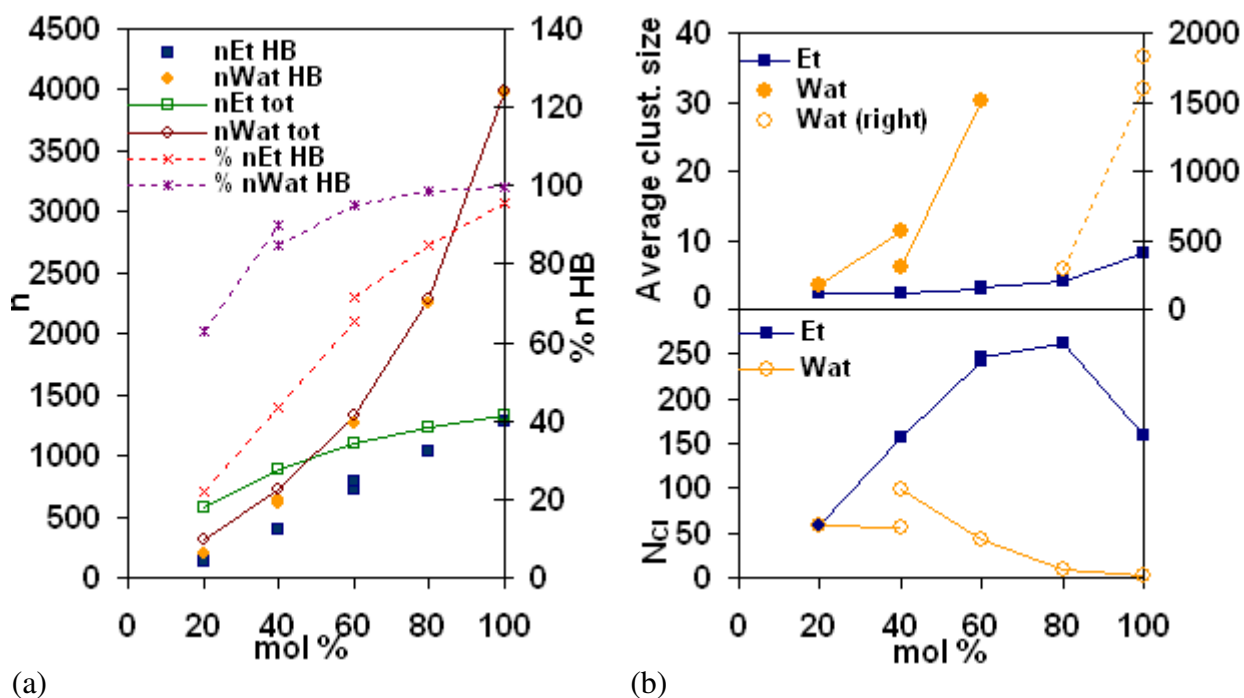 4500
4000
3500
3000
2500
2000
1500
1000
500
0
n
nEt HB
nWat HB
nEt tot
nWat tot
% nEt HB
% nWat HB
140
120
100
80
60
40
20
0
% n HB
0 20 40 60 80 100
mol %
(a)
40
30
20
10
0
Average clust. size
Et
Wat
Wat (right)
2000
1500
1000
500
0
250
200
150
100
50
0
NCl
Et
Wat
0 20 40 60 80 100
mol %
(b)